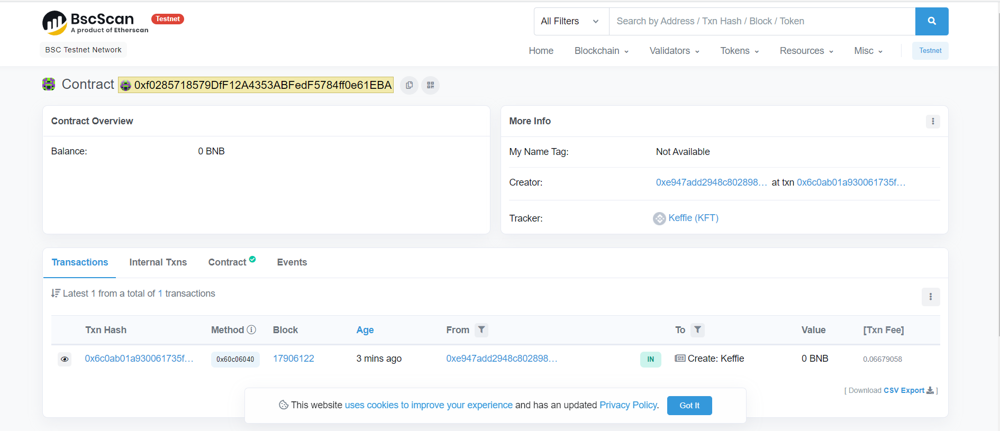 BscScan Testnet
A product of Etherscan
BSC Testnet Network
All Filters Search by Address / Txn Hash / Block / Token
Home Blockchain Validators Tokens Resources Misc Testnet
Contract 0xf0285718579DfF12A4353ABFedF5784ff0e61EBA
Contract Overview
Balance: 0 BNB
More Info
My Name Tag: Not Available
Creator: 0xe947add2948c802898... at txn 0x6c0ab01a930061735f...
Tracker: Keffie (KFT)
Transactions Internal Txns Contract Events
Latest 1 from a total of 1 transactions
Txn Hash Method Block Age From To Value [Txn Fee]
0x6c0ab01a930061735f... 0x60c06040 17906122 3 mins ago 0xe947add2948c802898... IN Create: Keffie 0 BNB 0.06679058
[ Download CSV Export ]
This website uses cookies to improve your experience and has an updated Privacy Policy. Got It